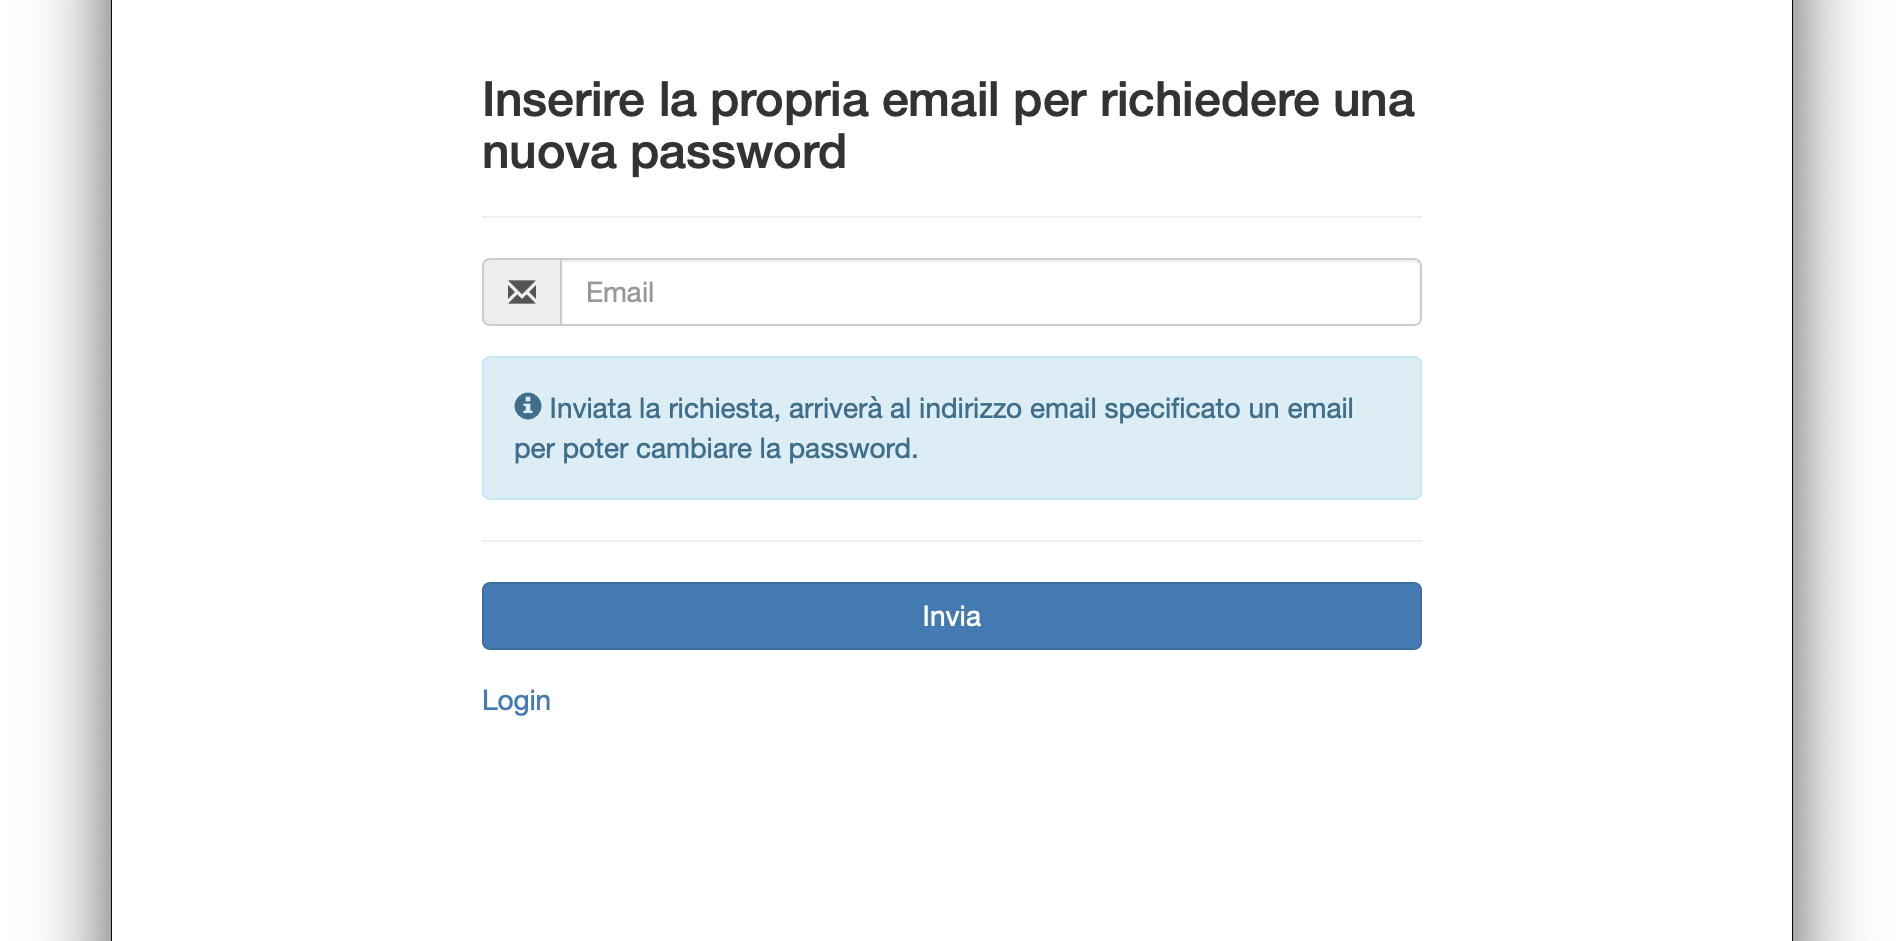 Inserire la propria email per richiedere una
nuova password
Email
Inviata la richiesta, arriverà al indirizzo email specificato un email
per poter cambiare la password.
Invia
Login